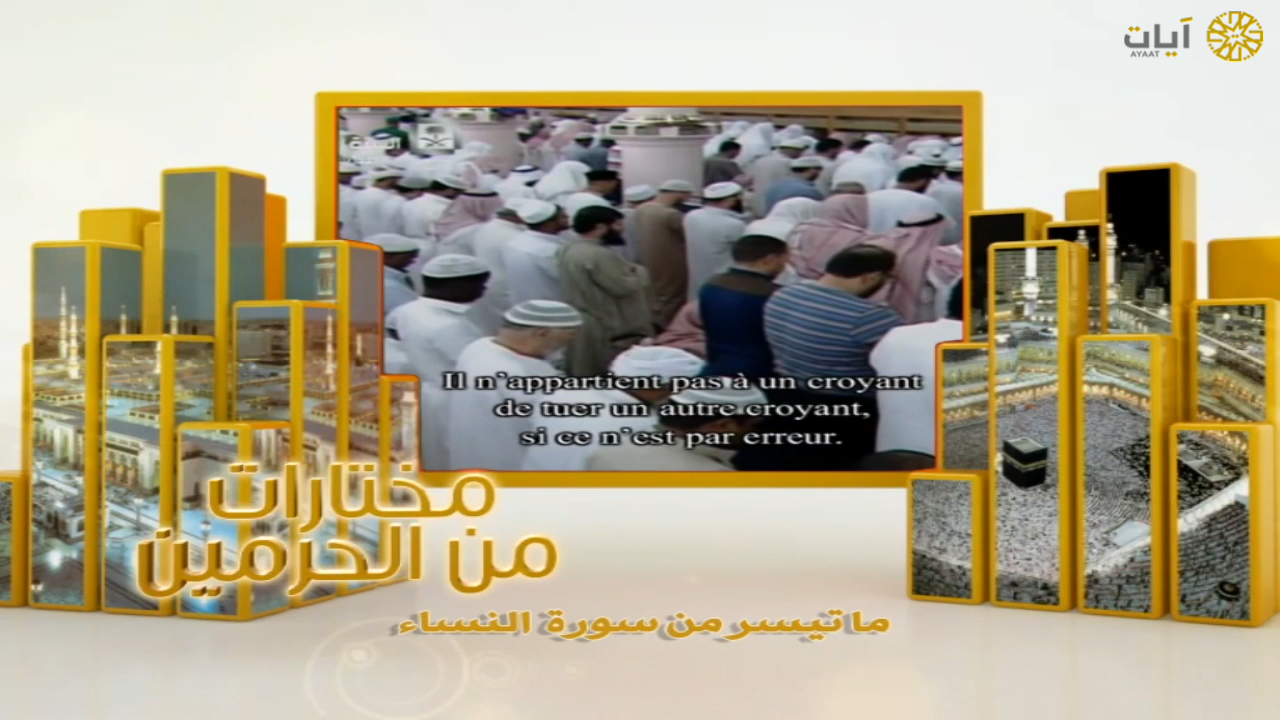 آيات
AYAAT
السنة
Il n'appartient pas à un croyant
de tuer un autre croyant,
si ce n'est par erreur.
مختارات
من الحرمين
ما تيسر من سورة النساء